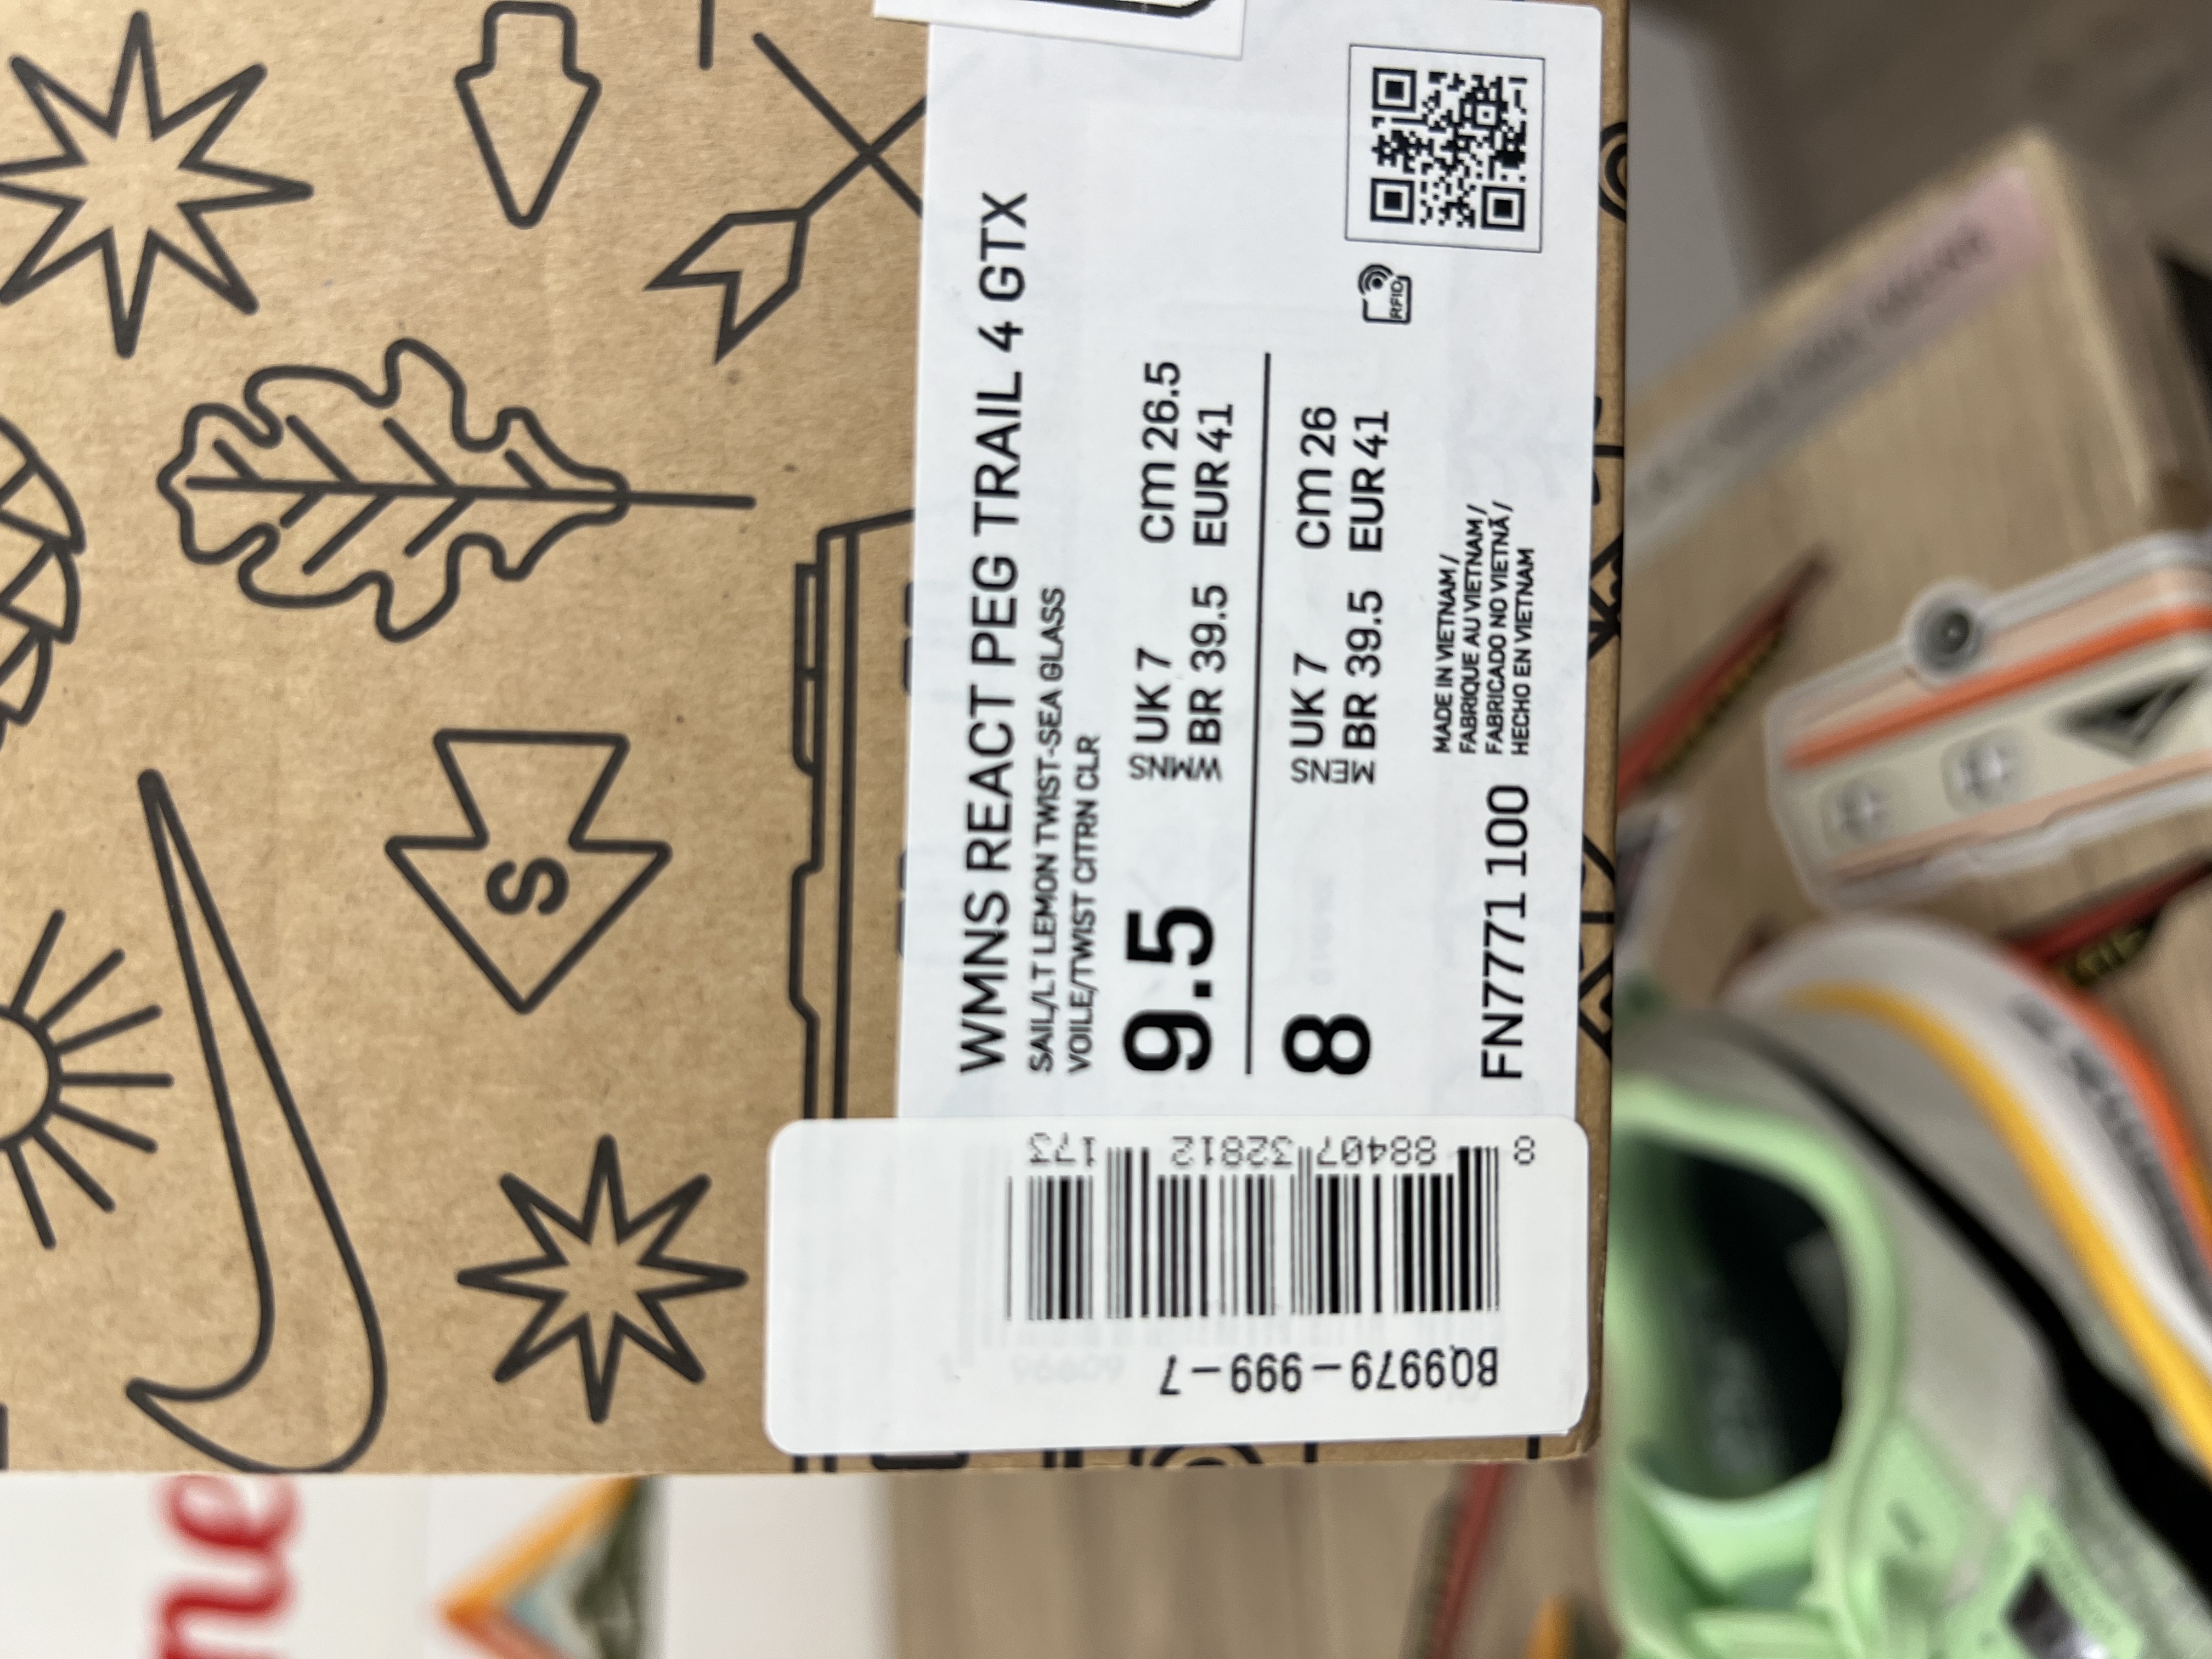 ne
S
WMNS REACT PEG TRAIL 4 GTX
SAIL/LT LEMON TWIST-SEA GLASS
VOILE/TWIST CITRN CLR
9.5
WMNS
UK 7 cm 26.5
BR 39.5 EUR 41
8
MENS
UK 7 cm 26
BR 39.5 EUR 41
FN7771 100
MADE IN VIETNAM /
FABRIQUE AU VIETNAM /
FABRICADO NO VIETNÃ /
HECHO EN VIETNAM
RFID
BQ9979-999-7
8 88407 32812 173